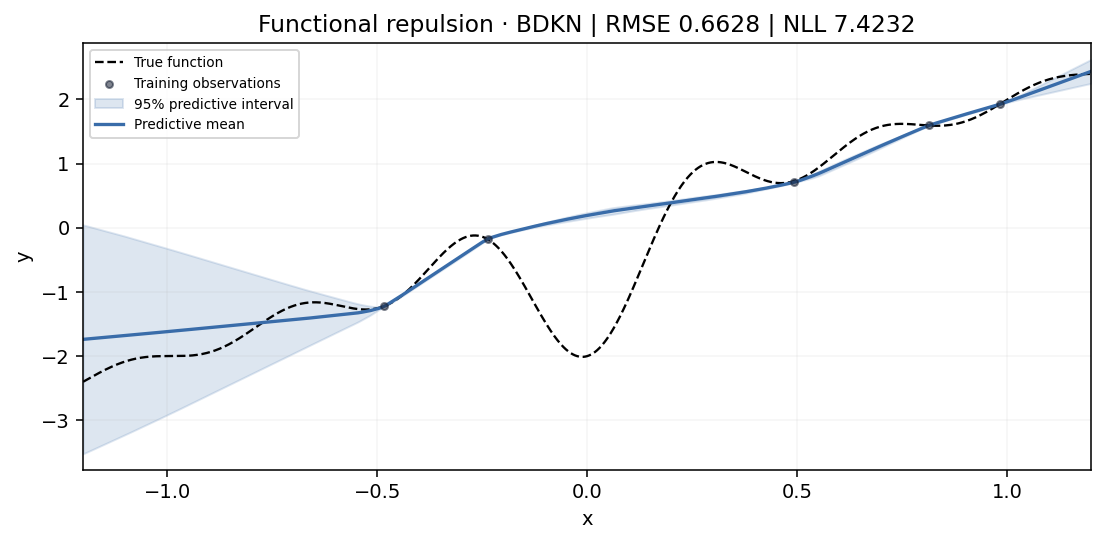 Functional repulsion · BDKN | RMSE 0.6628 | NLL 7.4232
True function
Training observations
95% predictive interval
Predictive mean
2
1
0
−1
−2
−3
y
−1.0
−0.5
0.0
0.5
1.0
x